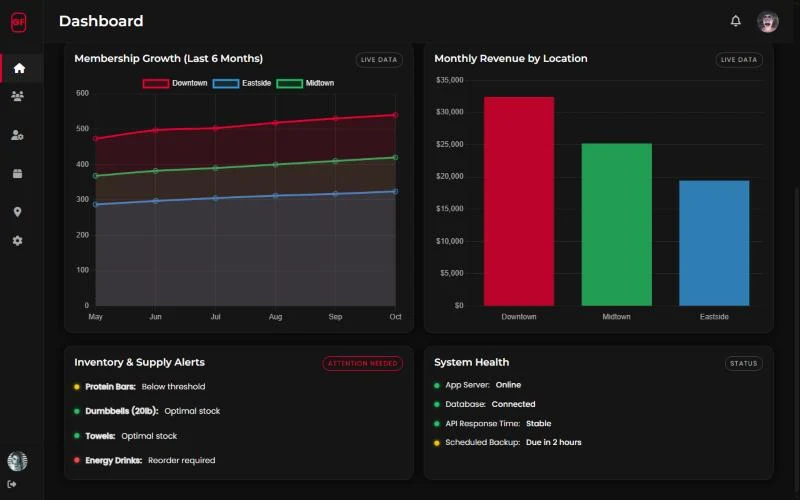 GF
Dashboard
Membership Growth (Last 6 Months)
LIVE DATA
Downtown Eastside Midtown
600
500
400
300
200
100
0
May Jun Jul Aug Sep Oct
Monthly Revenue by Location
LIVE DATA
$35,000
$30,000
$25,000
$20,000
$15,000
$10,000
$5,000
$0
Downtown Midtown Eastside
Inventory & Supply Alerts
ATTENTION NEEDED
Protein Bars: Below threshold
Dumbbells (20lb): Optimal stock
Towels: Optimal stock
Energy Drinks: Reorder required
System Health
STATUS
App Server: Online
Database: Connected
API Response Time: Stable
Scheduled Backup: Due in 2 hours